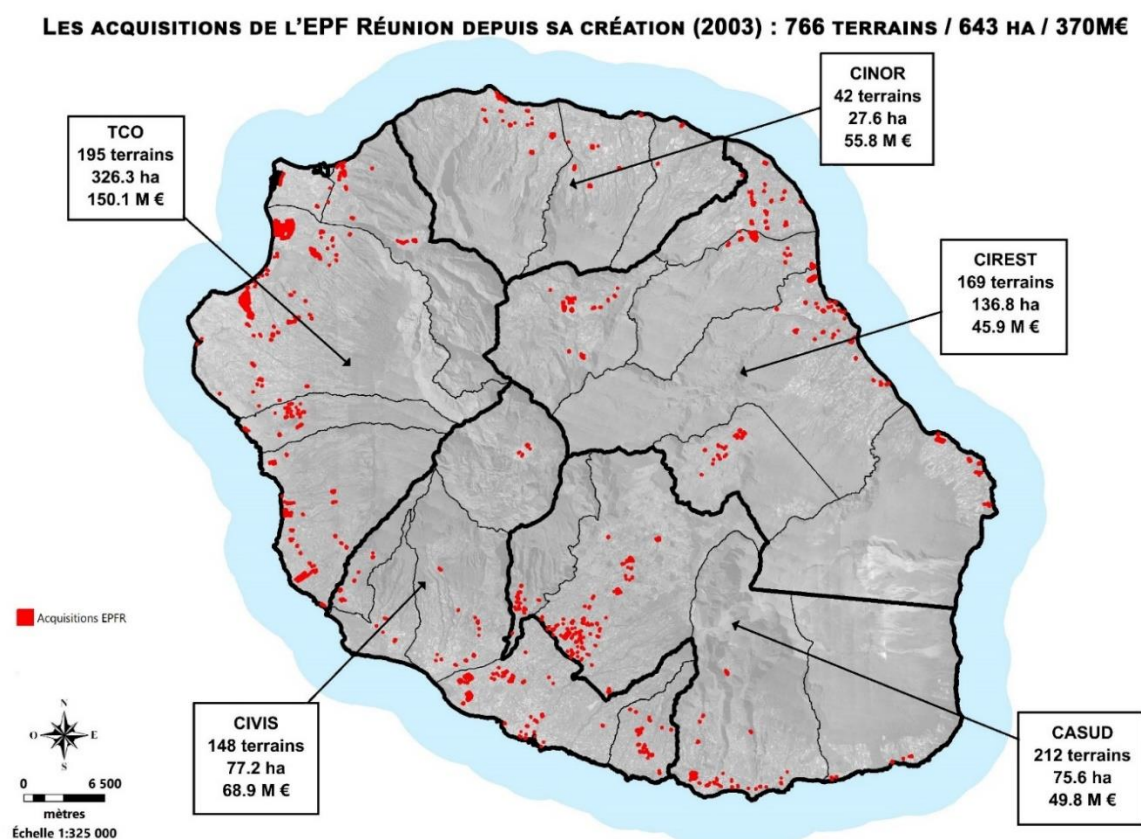 LES ACQUISITIONS DE L'EPF RÉUNION DEPUIS SA CRÉATION (2003) : 766 TERRAINS / 643 HA / 370M€
CINOR
42 terrains
27.6 ha
55.8 M €
TCO
195 terrains
326.3 ha
150.1 M €
CIREST
169 terrains
136.8 ha
45.9 M €
Acquisitions EPFR
N
O E
S
0 6 500
mètres
Échelle 1:325 000
CIVIS
148 terrains
77.2 ha
68.9 M €
CASUD
212 terrains
75.6 ha
49.8 M €